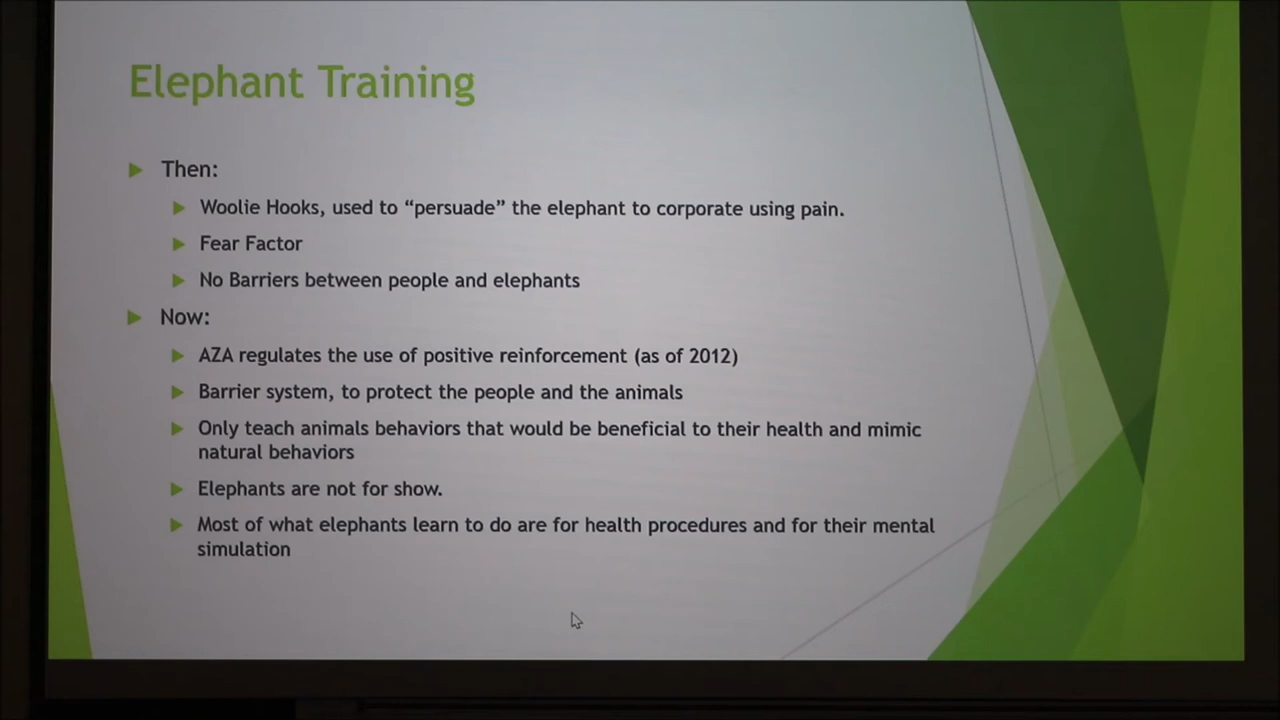 Elephant Training
Then:
Woolie Hooks, used to “persuade” the elephant to corporate using pain.
Fear Factor
No Barriers between people and elephants
Now:
AZA regulates the use of positive reinforcement (as of 2012)
Barrier system, to protect the people and the animals
Only teach animals behaviors that would be beneficial to their health and mimic
natural behaviors
Elephants are not for show.
Most of what elephants learn to do are for health procedures and for their mental
simulation